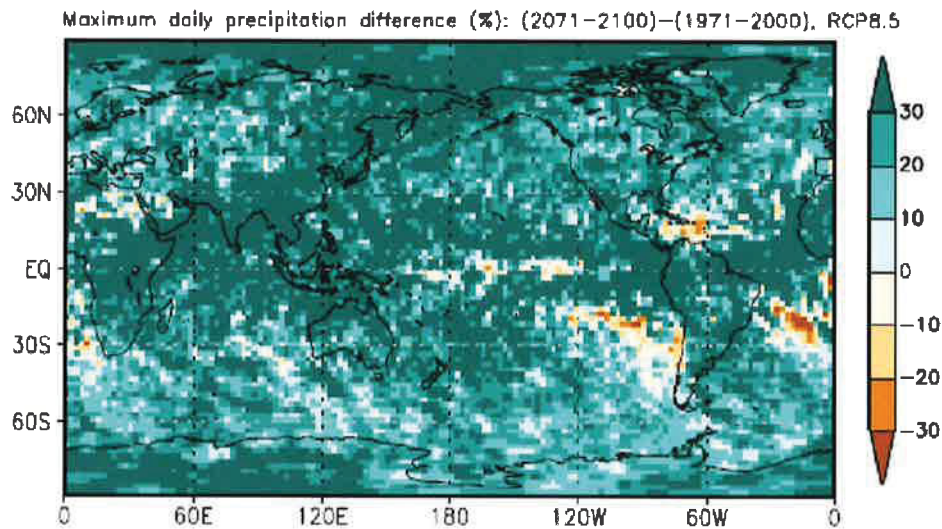 Maximum daily precipitation difference (%): (2071-2100)-(1971-2000), RCP8.5
60N
30N
EQ
30S
60S
0 60E 120E 180 120W 60W 0
30
20
10
0
-10
-20
-30